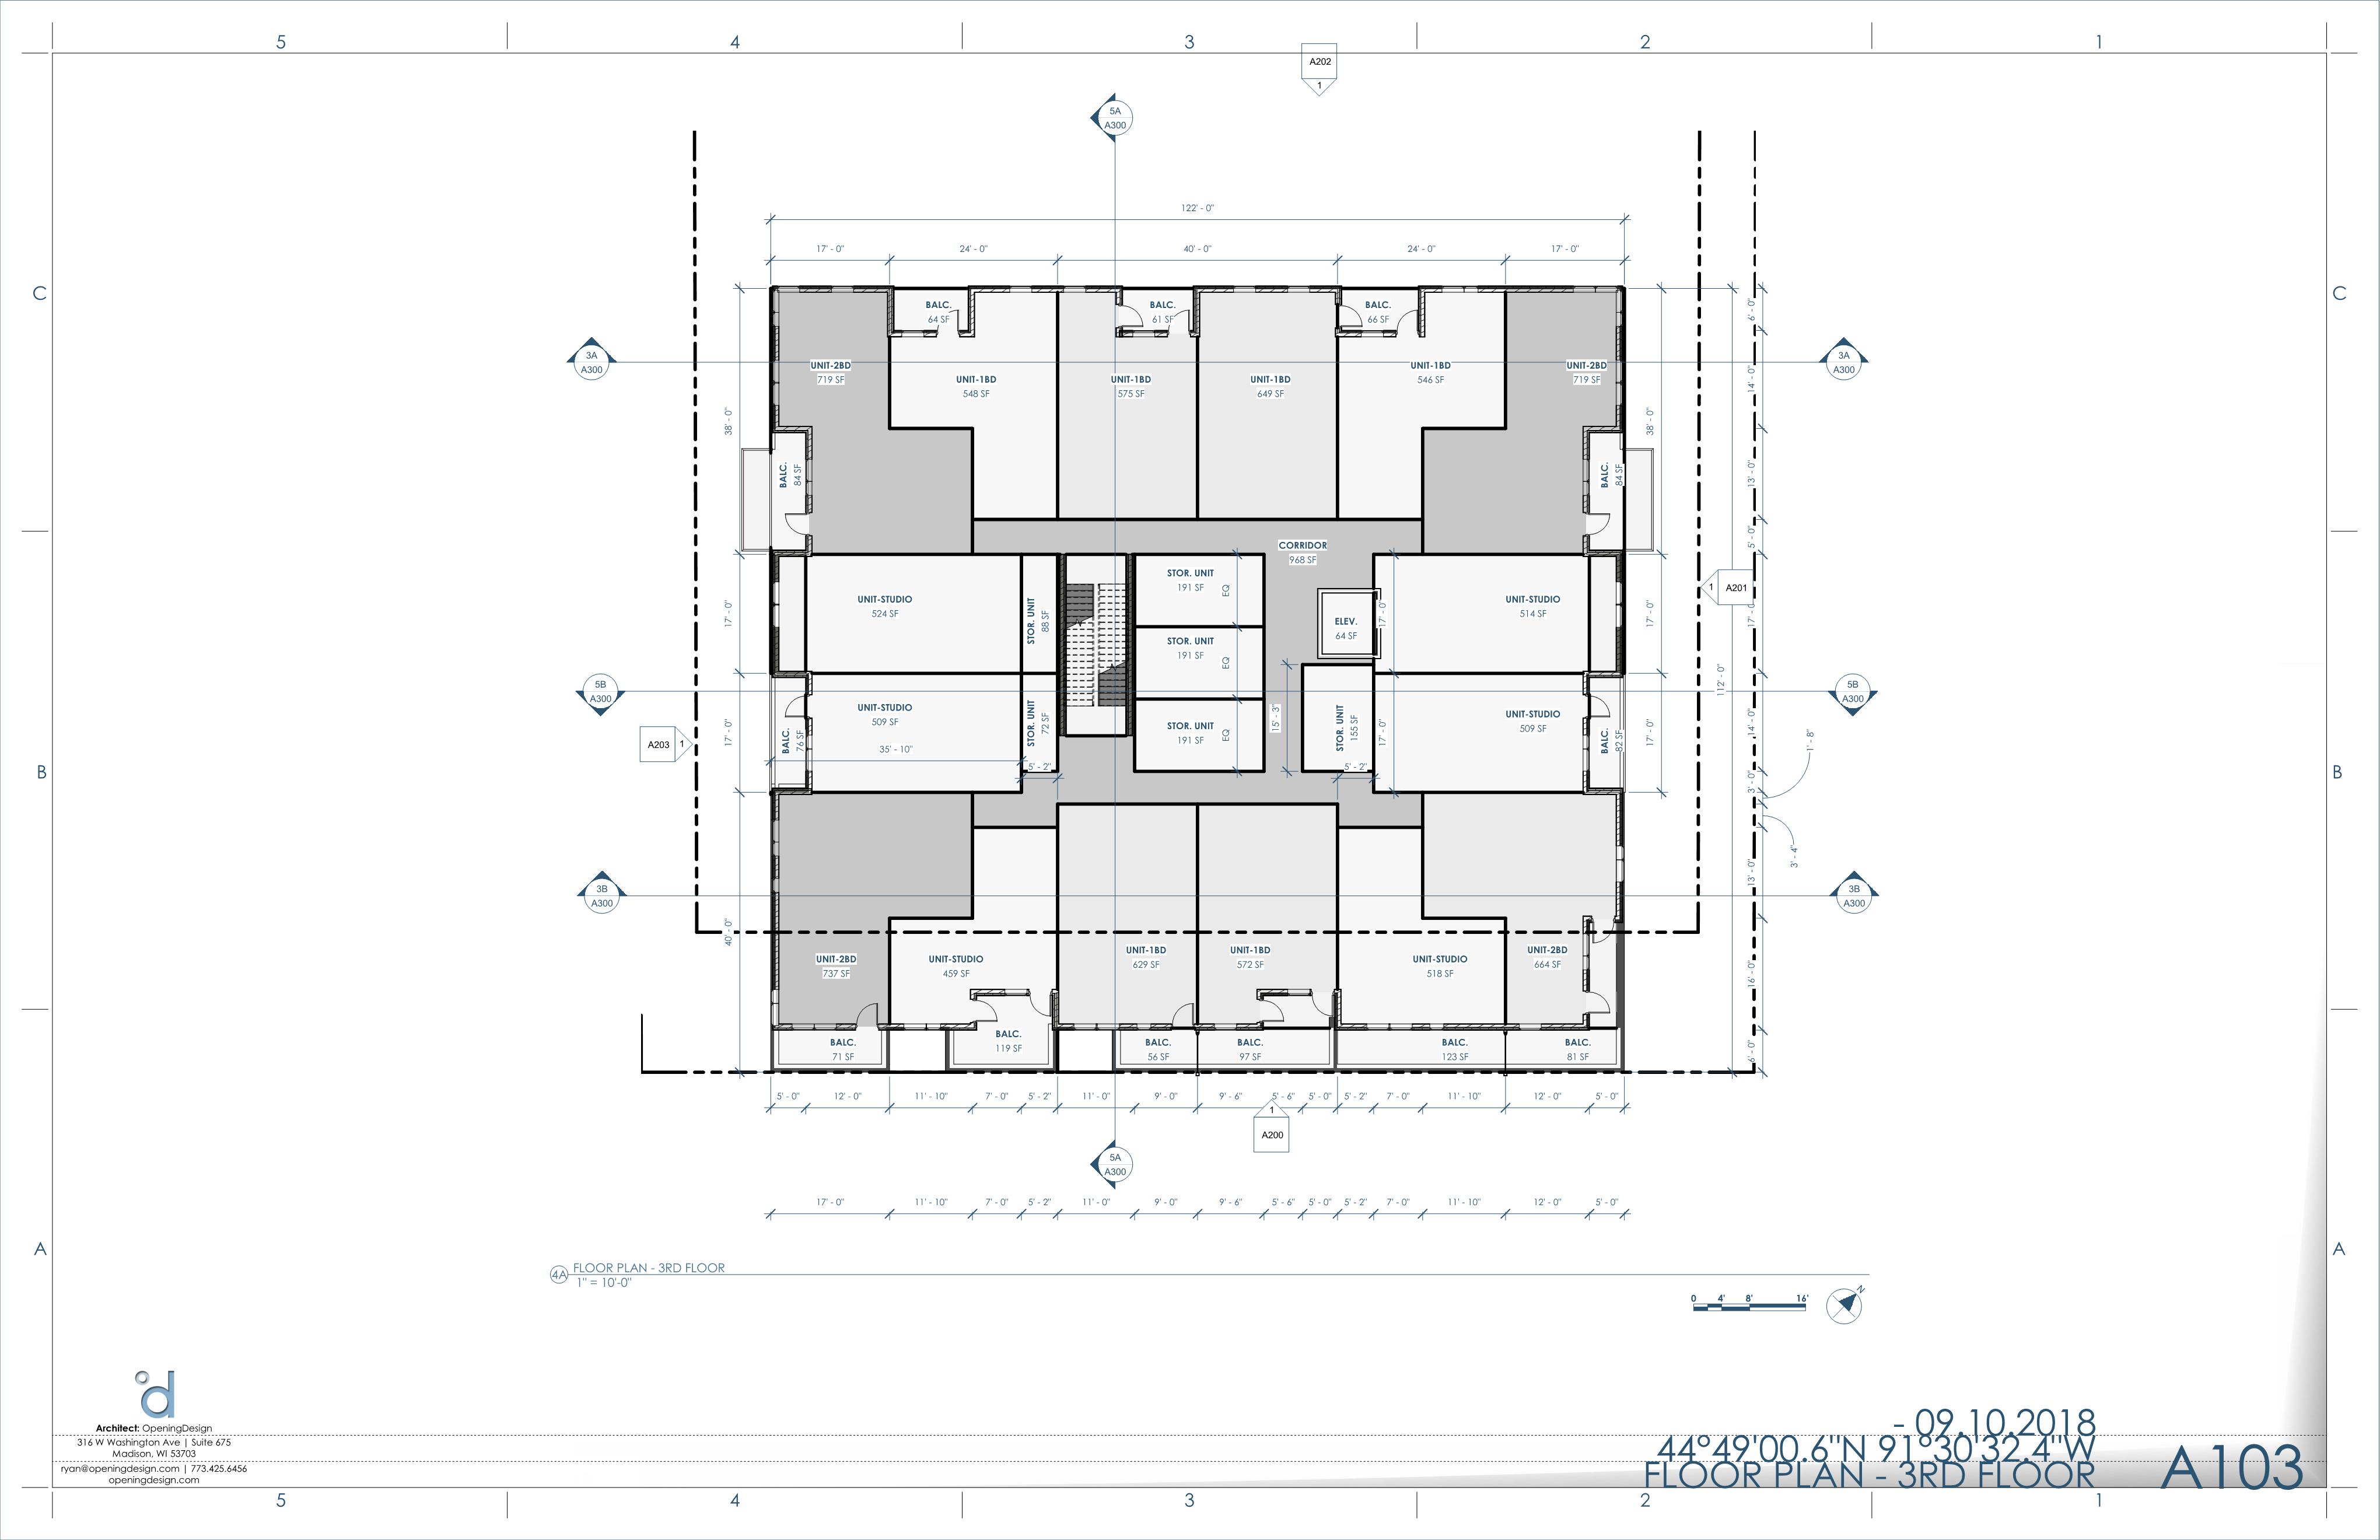 5 4 3 2 1
A202
1
5A
A300
122' - 0"
17' - 0" 24' - 0" 40' - 0" 24' - 0" 17' - 0"
C C
BALC.
64 SF
BALC.
61 SF
BALC.
66 SF
6' - 0"
3A
A300
3A
A300
UNIT-2BD
719 SF
UNIT-1BD
548 SF
UNIT-1BD
575 SF
UNIT-1BD
649 SF
UNIT-1BD
546 SF
UNIT-2BD
719 SF
14' - 0"
38' - 0"
38' - 0"
BALC.
84 SF
BALC.
84 SF
13' - 0"
5' - 0"
CORRIDOR
968 SF
UNIT-STUDIO
524 SF
STOR. UNIT
88 SF
STOR. UNIT
191 SF
EQ
STOR. UNIT
191 SF
EQ
STOR. UNIT
191 SF
EQ
ELEV.
64 SF
17' - 0"
UNIT-STUDIO
514 SF
17' - 0"
17' - 0"
17' - 0"
1 A201
112' - 0"
5B
A300
5B
A300
A203 1
17' - 0"
BALC.
76 SF
UNIT-STUDIO
509 SF
35' - 10"
STOR. UNIT
72 SF
5' - 2"
15' - 3"
STOR. UNIT
155 SF
5' - 2"
17' - 0"
UNIT-STUDIO
509 SF
BALC.
82 SF
17' - 0"
14' - 0"
1' - 8"
3' - 0"
3' - 4"
B B
3B
A300
3B
A300
13' - 0"
40' - 0"
UNIT-2BD
737 SF
UNIT-STUDIO
459 SF
UNIT-1BD
629 SF
UNIT-1BD
572 SF
UNIT-STUDIO
518 SF
UNIT-2BD
664 SF
16' - 0"
BALC.
71 SF
BALC.
119 SF
BALC.
56 SF
BALC.
97 SF
BALC.
123 SF
BALC.
81 SF
6' - 0"
5' - 0" 12' - 0" 11' - 10" 7' - 0" 5' - 2" 11' - 0" 9' - 0" 9' - 6" 5' - 6" 5' - 0" 5' - 2" 7' - 0" 11' - 10" 12' - 0" 5' - 0"
1
A200
5A
A300
17' - 0" 11' - 10" 7' - 0" 5' - 2" 11' - 0" 9' - 0" 9' - 6" 5' - 6" 5' - 0" 5' - 2" 7' - 0" 11' - 10" 12' - 0" 5' - 0"
A A
4A FLOOR PLAN - 3RD FLOOR
1" = 10'-0"
0 4' 8' 16'
N
d
Architect: OpeningDesign
316 W Washington Ave | Suite 675
Madison, WI 53703
ryan@openingdesign.com | 773.425.6456
openingdesign.com
- 09.10.2018
44°49'00.6"N 91°30'32.4"W
FLOOR PLAN - 3RD FLOOR
A103
5 4 3 2 1